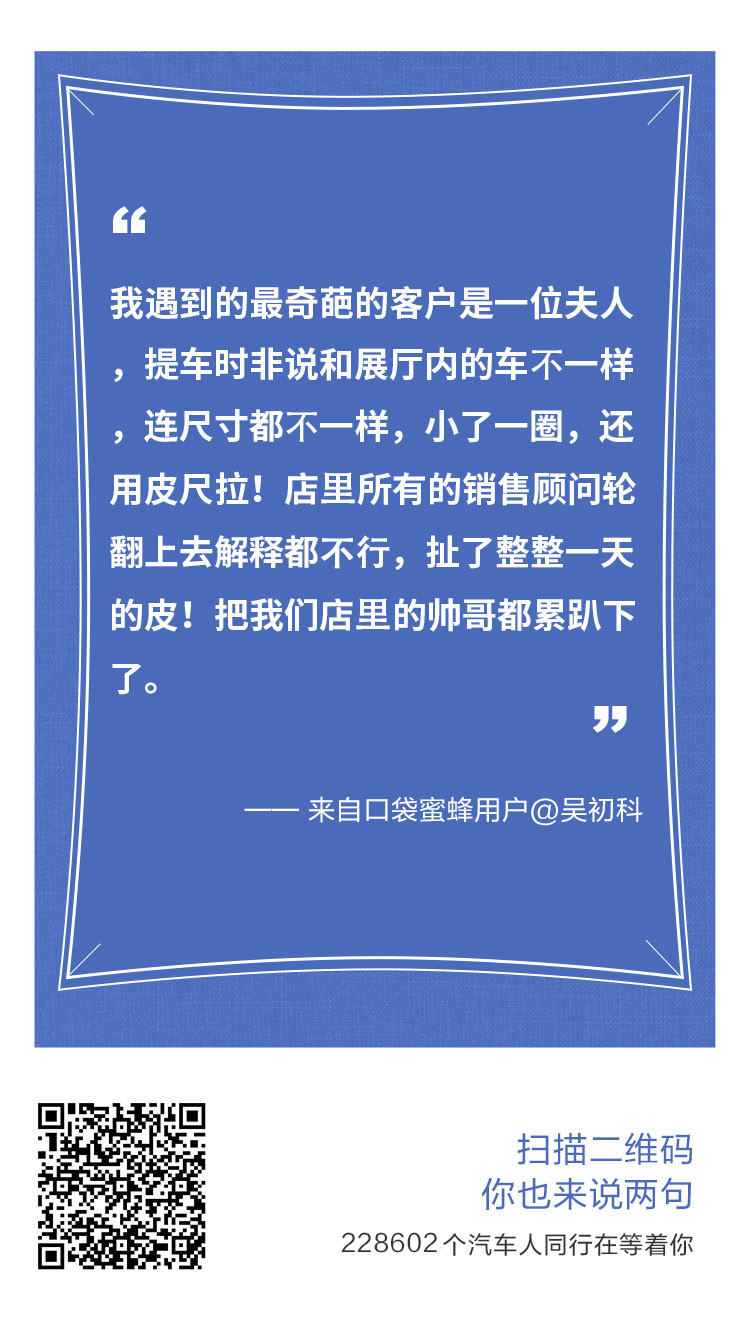 “
我遇到的最奇葩的客户是一位夫人
，提车时非说和展厅内的车不一样
，连尺寸都不一样，小了一圈，还
用皮尺拉！店里所有的销售顾问轮
翻上去解释都不行，扯了整整一天
的皮！把我们店里的帅哥都累趴下
了。
”
—— 来自口袋蜜蜂用户@吴初科
扫描二维码
你也来说两句
228602个汽车人同行在等着你